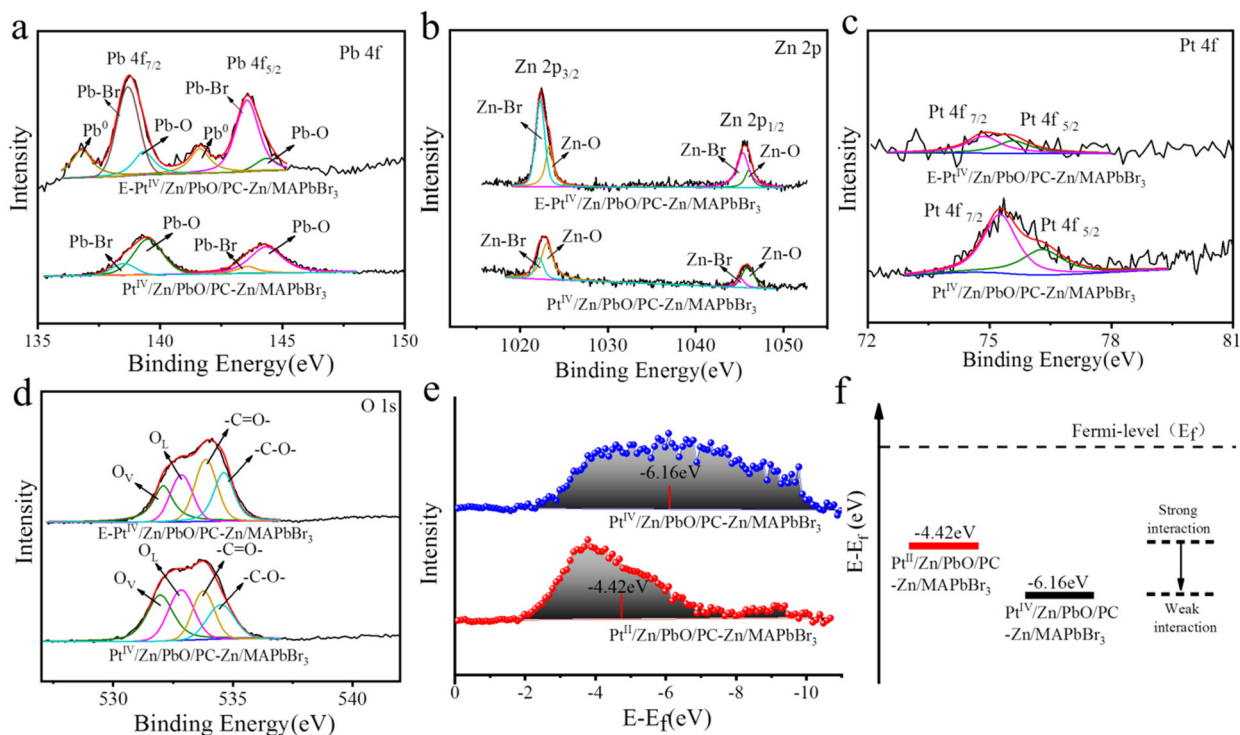 a
Pb 4f
Pb 4f7/2
Pb 4f5/2
Pb-Br
Pb-Br
Pb⁰
Pb-O
Pb⁰
Pb-O
E-PtIV/Zn/PbO/PC-Zn/MAPbBr3
Pb-Br
Pb-O
Pb-Br
Pb-O
PtIV/Zn/PbO/PC-Zn/MAPbBr3
Intensity
135 140 145 150
Binding Energy(eV)
b
Zn 2p
Zn 2p3/2
Zn-Br
Zn-O
Zn 2p1/2
Zn-Br
Zn-O
E-PtIV/Zn/PbO/PC-Zn/MAPbBr3
Zn-Br
Zn-O
Zn-Br
Zn-O
PtIV/Zn/PbO/PC-Zn/MAPbBr3
Intensity
1020 1030 1040 1050
Binding Energy(eV)
c
Pt 4f
Pt 4f 7/2
Pt 4f 5/2
E-PtIV/Zn/PbO/PC-Zn/MAPbBr3
Pt 4f 7/2
Pt 4f 5/2
PtIV/Zn/PbO/PC-Zn/MAPbBr3
Intensity
72 75 78 81
Binding Energy(eV)
d
O 1s
-C=O-
OL
OV
-C-O-
E-PtIV/Zn/PbO/PC-Zn/MAPbBr3
OL
-C=O-
OV
-C-O-
PtIV/Zn/PbO/PC-Zn/MAPbBr3
Intensity
530 535 540
Binding Energy(eV)
e
-6.16eV
PtIV/Zn/PbO/PC-Zn/MAPbBr3
-4.42eV
PtII/Zn/PbO/PC-Zn/MAPbBr3
Intensity
0 -2 -4 -6 -8 -10
E-Ef(eV)
f
Fermi-level（Ef）
E-Ef (eV)
-4.42eV
PtII/Zn/PbO/PC
-Zn/MAPbBr3
-6.16eV
PtIV/Zn/PbO/PC
-Zn/MAPbBr3
Strong
interaction
Weak
interaction